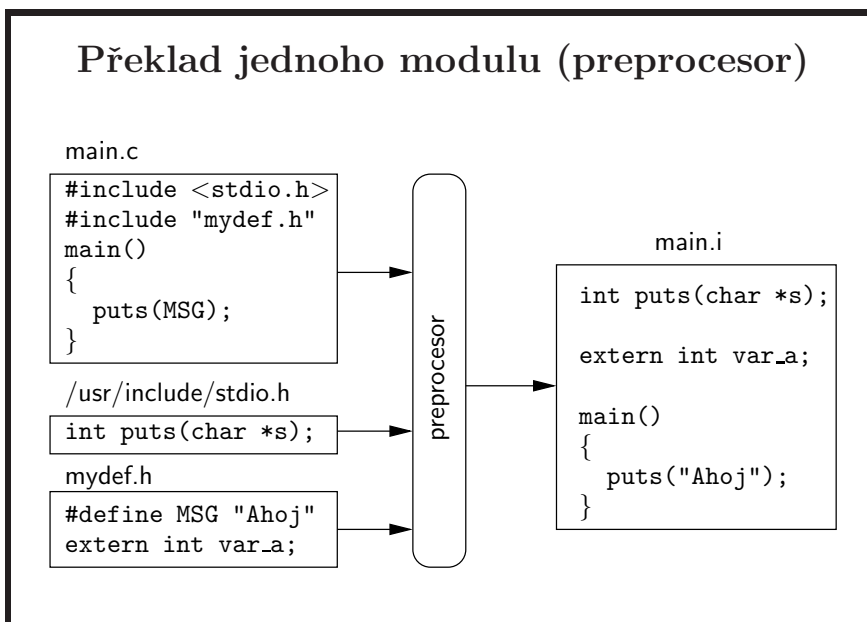 Překlad jednoho modulu (preprocesor)
main.c
#include <stdio.h>
#include "mydef.h"
main()
{
  puts(MSG);
}
/usr/include/stdio.h
int puts(char *s);
mydef.h
#define MSG "Ahoj"
extern int var_a;
preprocesor
main.i
int puts(char *s);
extern int var_a;
main()
{
  puts("Ahoj");
}